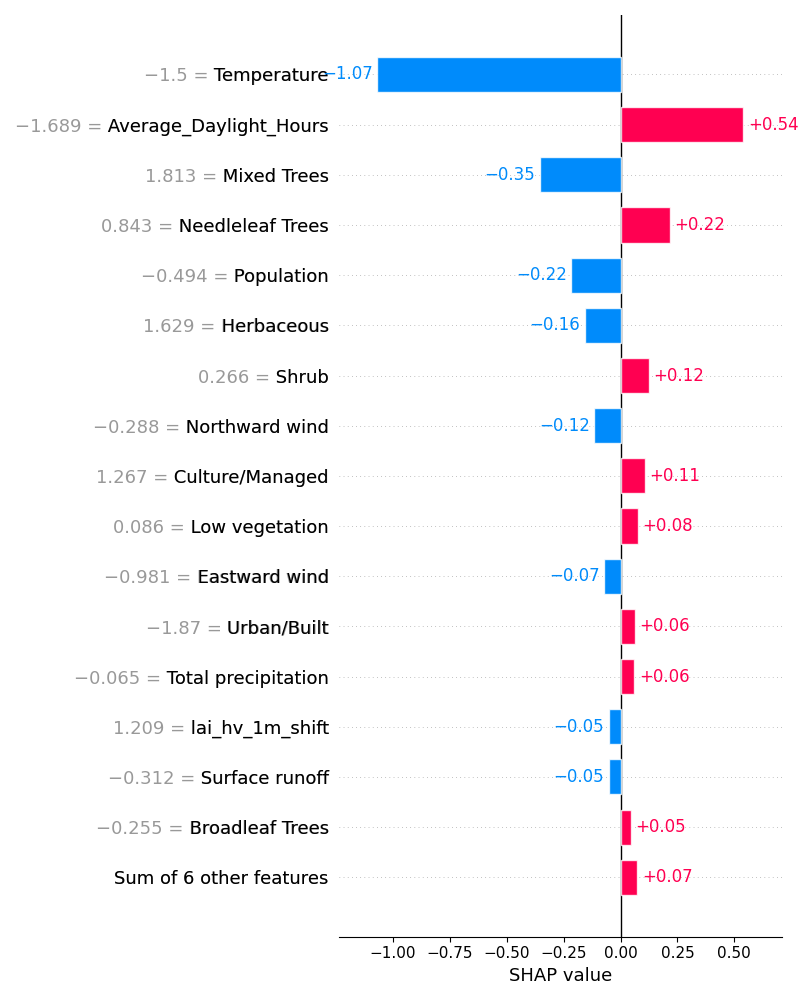 −1.5 = Temperature −1.07
−1.689 = Average_Daylight_Hours +0.54
1.813 = Mixed Trees −0.35
0.843 = Needleleaf Trees +0.22
−0.494 = Population −0.22
1.629 = Herbaceous −0.16
0.266 = Shrub +0.12
−0.288 = Northward wind −0.12
1.267 = Culture/Managed +0.11
0.086 = Low vegetation +0.08
−0.981 = Eastward wind −0.07
−1.87 = Urban/Built +0.06
−0.065 = Total precipitation +0.06
1.209 = lai_hv_1m_shift −0.05
−0.312 = Surface runoff −0.05
−0.255 = Broadleaf Trees +0.05
Sum of 6 other features +0.07
−1.00 −0.75 −0.50 −0.25 0.00 0.25 0.50
SHAP value